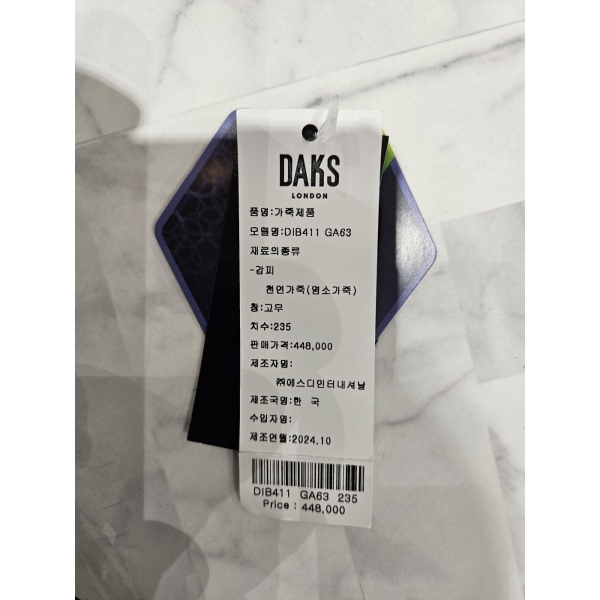 DAKS
LONDON
품명:가죽제품
모델명:DIB411 GA63
재료의종류
-갑피
천연가죽(염소가죽)
창:고무
치수:235
판매가격:448,000
제조자명:
㈜에스디인터내셔날
제조국명:한 국
수입자명:
제조연월:2024.10
DIB411 GA63 235
Price : 448,000